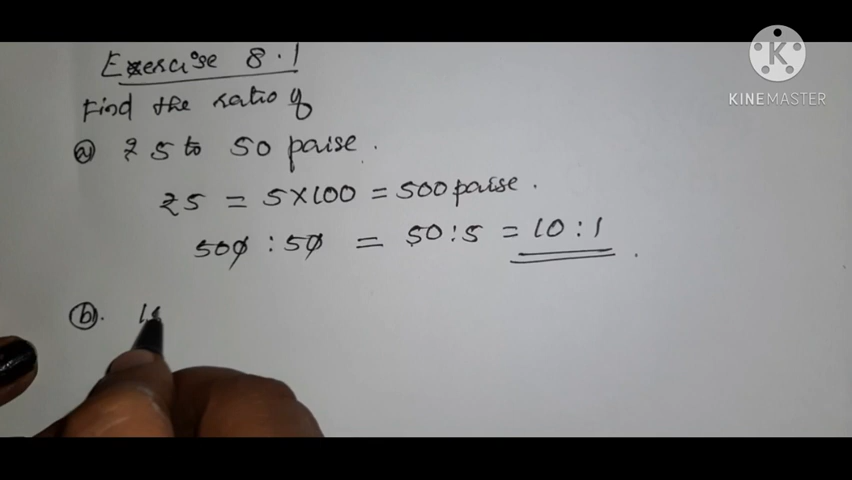 Exercise 8.1
Find the ratio of
(a) ₹ 5 to 50 paise.
₹5 = 5×100 = 500 paise.
500 : 50 = 50:5 = 10:1
(b).
K
KINEMASTER